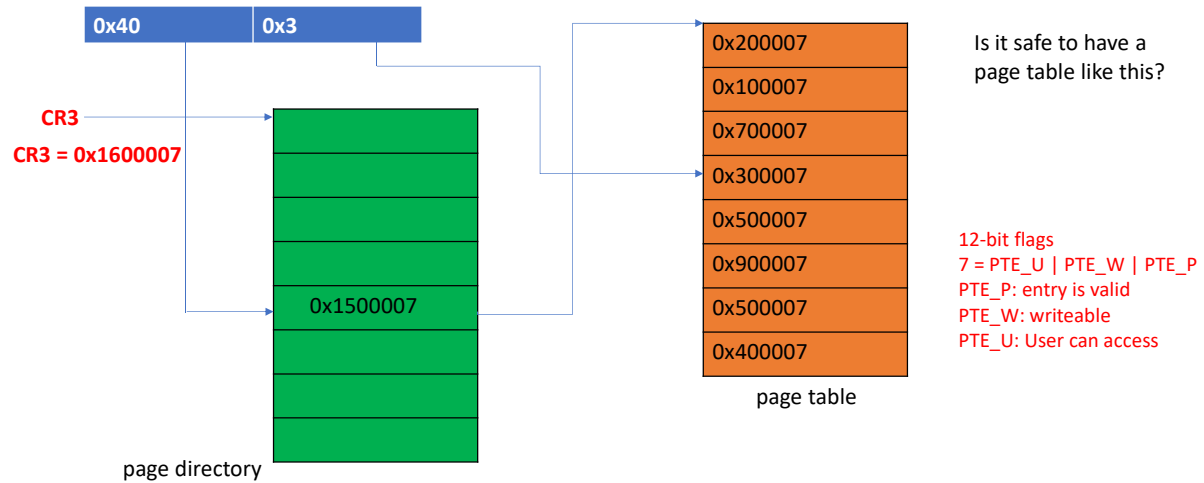 0x40 0x3
CR3
CR3 = 0x1600007
0x1500007
page directory
0x200007
0x100007
0x700007
0x300007
0x500007
0x900007
0x500007
0x400007
page table
Is it safe to have a
page table like this?
12-bit flags
7 = PTE_U | PTE_W | PTE_P
PTE_P: entry is valid
PTE_W: writeable
PTE_U: User can access